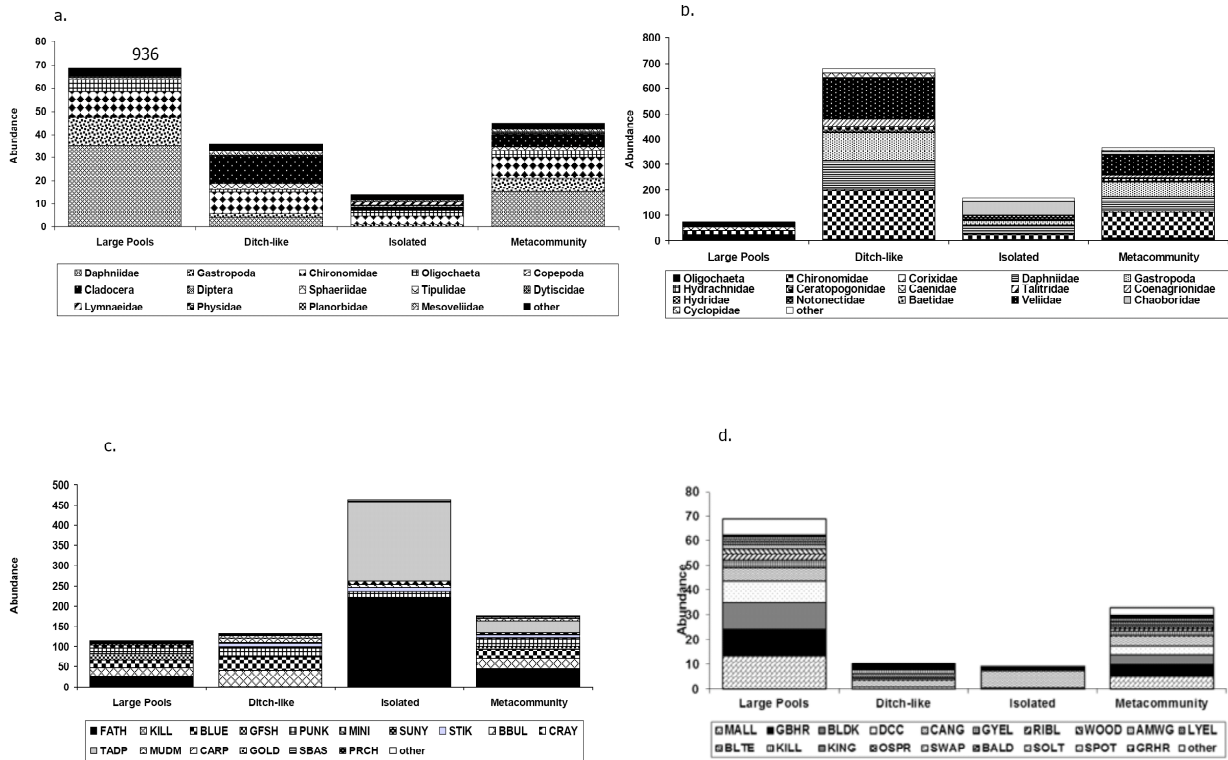 a.
936
Abundance
80
70
60
50
40
30
20
10
0
Large Pools Ditch-like Isolated Metacommunity
Daphniidae Gastropoda Chironomidae Oligochaeta Copepoda
Cladocera Diptera Sphaeriidae Tipulidae Dytiscidae
Lymnaeidae Physidae Planorbidae Mesoveliidae other
b.
Abundance
800
700
600
500
400
300
200
100
0
Large Pools Ditch-like Isolated Metacommunity
Oligochaeta Chironomidae Corixidae Daphniidae Gastropoda
Hydrachnidae Ceratopogonidae Caenidae Talitridae Coenagrionidae
Hydridae Notonectidae Baetidae Veliidae Chaoboridae
Cyclopidae other
c.
Abundance
500
450
400
350
300
250
200
150
100
50
0
Large Pools Ditch-like Isolated Metacommunity
FATH KILL BLUE GFSH PUNK MINI SUNY STIK BBUL CRAY
TADP MUDM CARP GOLD SBAS PRCH other
d.
Abundance
80
70
60
50
40
30
20
10
0
Large Pools Ditch-like Isolated Metacommunity
MALL GBHR BLDK DCC CANG GYEL RIBL WOOD AMWG LYEL
BLTE KILL KING OSPR SWAP BALD SOLT SPOT GRHR other